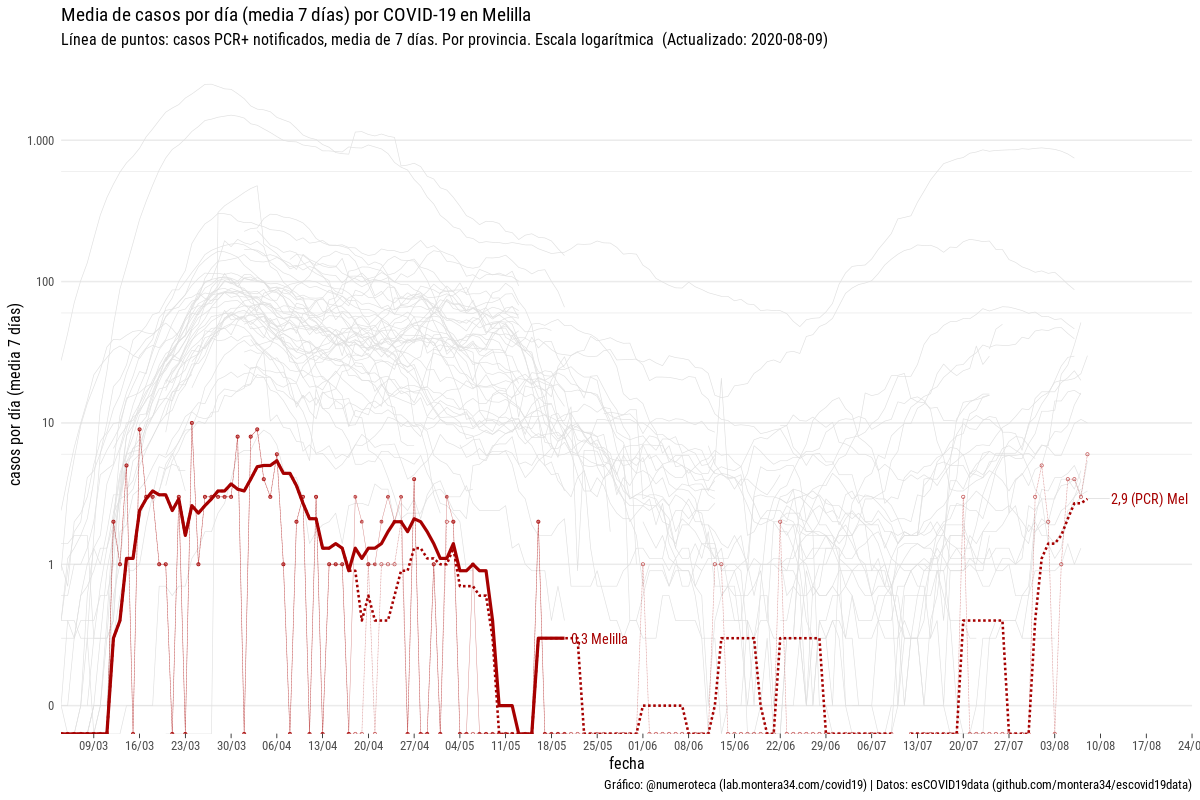 Media de casos por día (media 7 días) por COVID-19 en Melilla
Línea de puntos: casos PCR+ notificados, media de 7 días. Por provincia. Escala logarítmica (Actualizado: 2020-08-09)
casos por día (media 7 días)
1.000
100
10
1
0
2,9 (PCR) Mel
0,3 Melilla
09/03 16/03 23/03 30/03 06/04 13/04 20/04 27/04 04/05 11/05 18/05 25/05 01/06 08/06 15/06 22/06 29/06 06/07 13/07 20/07 27/07 03/08 10/08 17/08 24/0
fecha
Gráfico: @numeroteca (lab.montera34.com/covid19) | Datos: esCOVID19data (github.com/montera34/escovid19data)